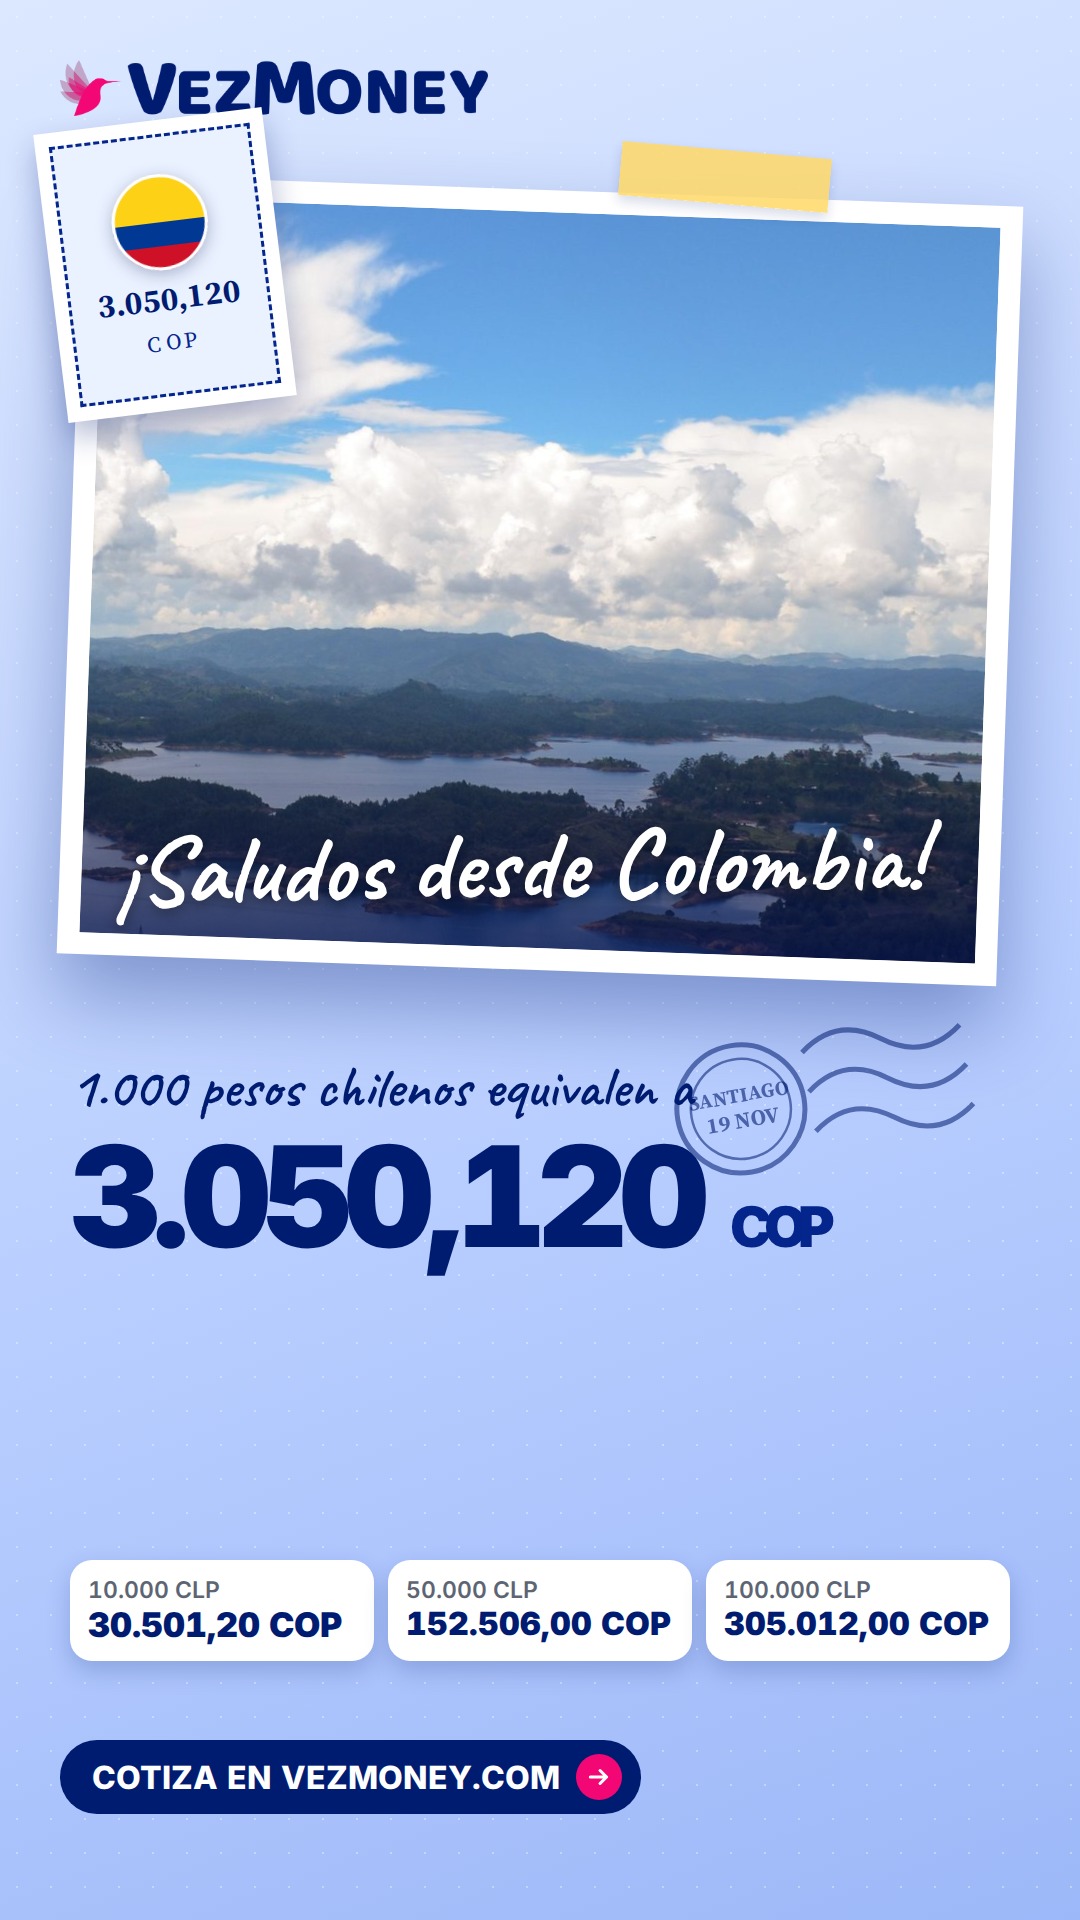 VEZMONEY
3.050,120
COP
¡Saludos desde Colombia!
1.000 pesos chilenos equivalen a
SANTIAGO
19 NOV
3.050,120 COP
10.000 CLP
30.501,20 COP
50.000 CLP
152.506,00 COP
100.000 CLP
305.012,00 COP
COTIZA EN VEZMONEY.COM